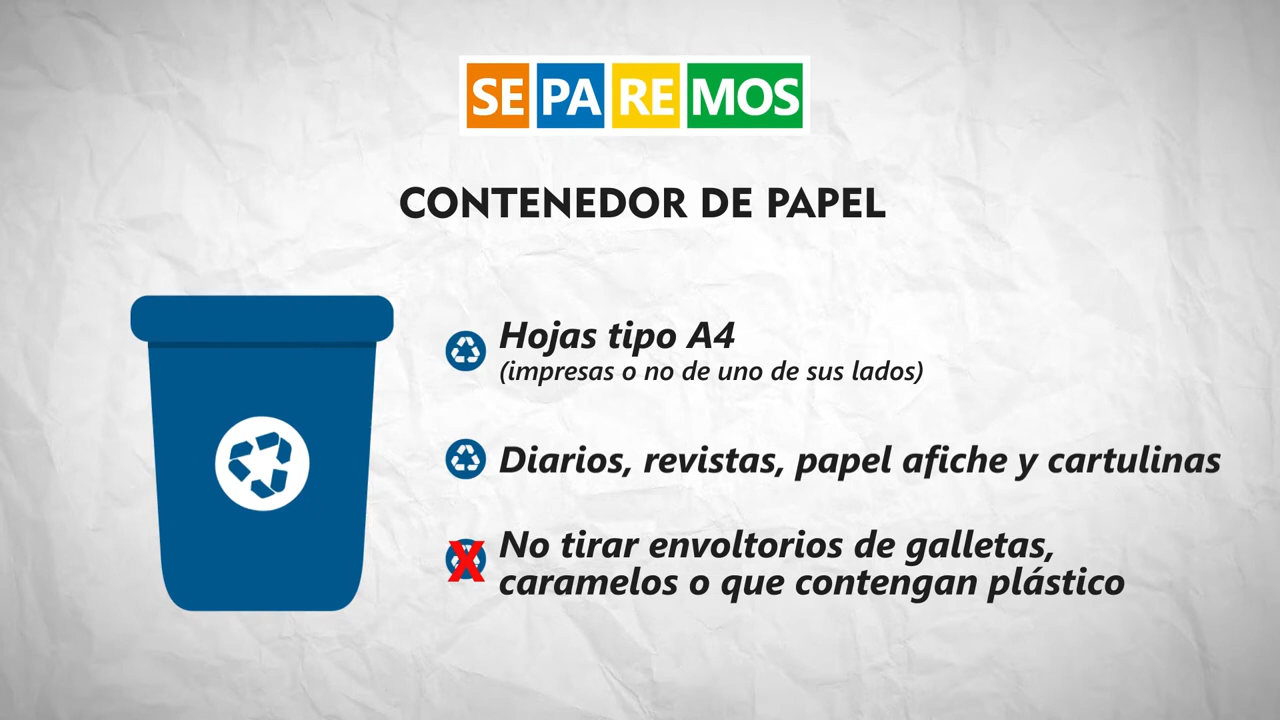 SEPAREMOS
CONTENEDOR DE PAPEL
Hojas tipo A4
(impresas o no de uno de sus lados)
Diarios, revistas, papel afiche y cartulinas
X
No tirar envoltorios de galletas,
caramelos o que contengan plástico